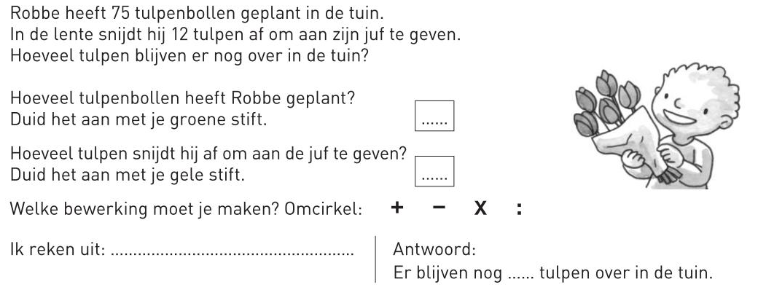 Robbe heeft 75 tulpenbollen geplant in de tuin.
In de lente snijdt hij 12 tulpen af om aan zijn juf te geven.
Hoeveel tulpen blijven er nog over in de tuin?
Hoeveel tulpenbollen heeft Robbe geplant?
Duid het aan met je groene stift. ......
Hoeveel tulpen snijdt hij af om aan de juf te geven?
Duid het aan met je gele stift. ......
Welke bewerking moet je maken? Omcirkel: + − X :
Ik reken uit: ......................................................
Antwoord:
Er blijven nog ...... tulpen over in de tuin.